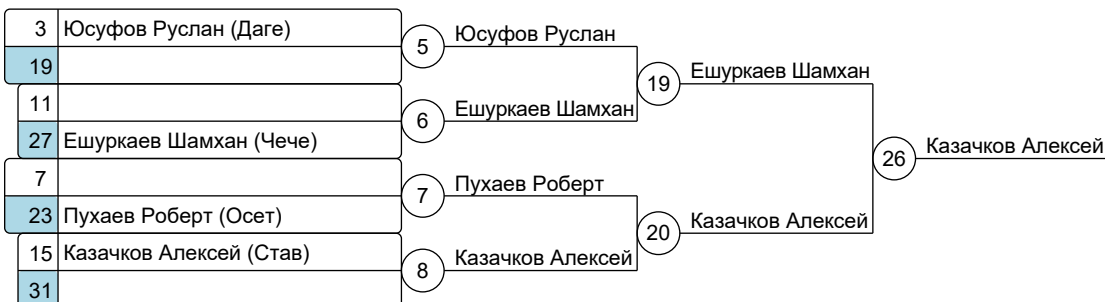 3 Юсуфов Руслан (Даге)
19
11
27 Ешуркаев Шамхан (Чече)
7
23 Пухаев Роберт (Осет)
15 Казачков Алексей (Став)
31
5
6
7
8
Юсуфов Руслан
Ешуркаев Шамхан
Пухаев Роберт
Казачков Алексей
19
20
Ешуркаев Шамхан
Казачков Алексей
26
Казачков Алексей